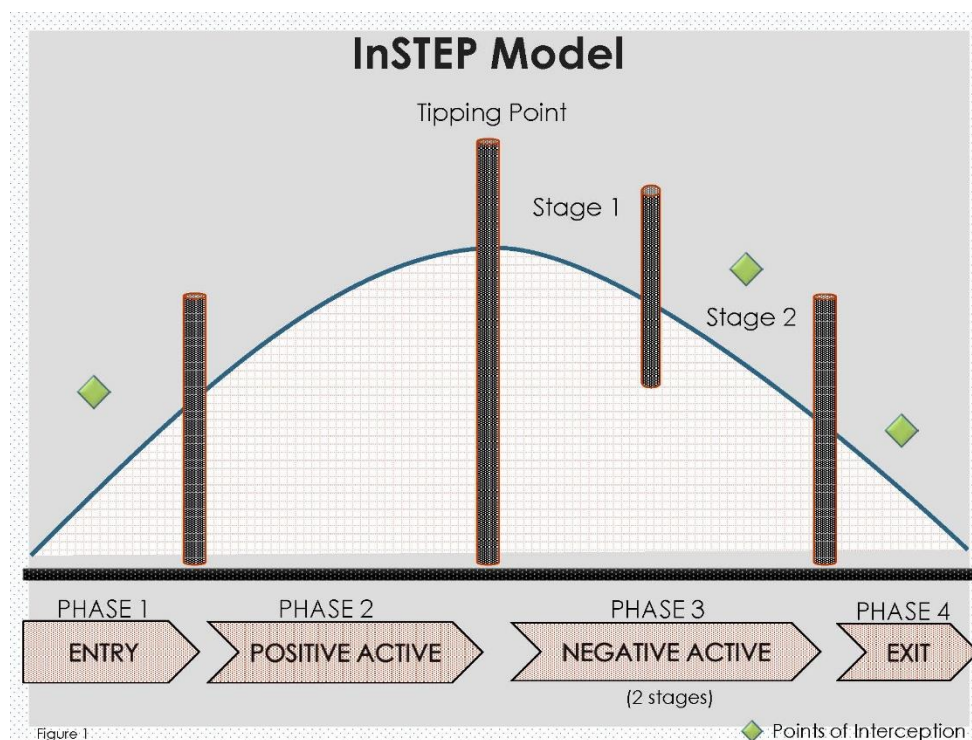 InSTEP Model
Tipping Point
Stage 1
Stage 2
PHASE 1
PHASE 2
PHASE 3
PHASE 4
ENTRY
POSITIVE ACTIVE
NEGATIVE ACTIVE
EXIT
(2 stages)
Figure 1
Points of Interception